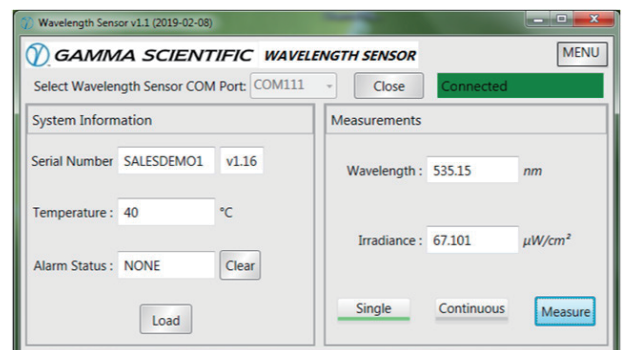 Wavelength Sensor v1.1 (2019-02-08)
GAMMA SCIENTIFIC WAVELENGTH SENSOR MENU
Select Wavelength Sensor COM Port: COM111 Close Connected
System Information
Serial Number SALESDEMO1 v1.16
Temperature : 40 °C
Alarm Status : NONE Clear
Load
Measurements
Wavelength : 535.15 nm
Irradiance : 67.101 µW/cm²
Single Continuous Measure